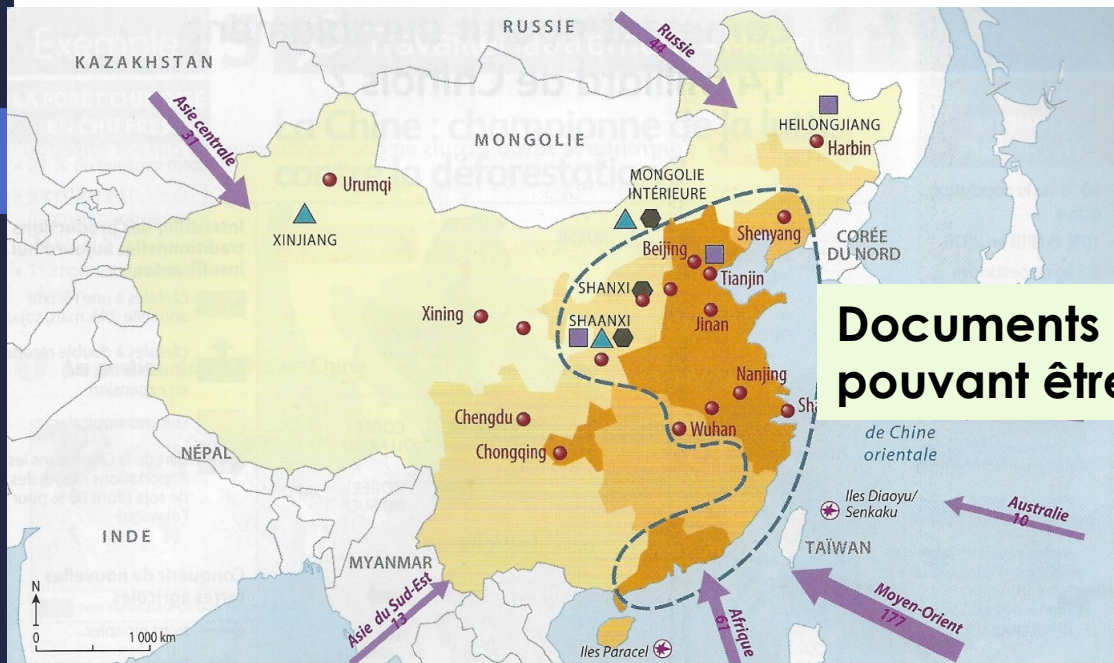 RUSSIE
Russie
44
KAZAKHSTAN
Asie centrale
31
MONGOLIE
HEILONGJIANG
Harbin
Urumqi
MONGOLIE
INTÉRIEURE
XINJIANG
Shenyang
Beijing
CORÉE
DU NORD
Tianjin
SHANXI
Xining
SHAANXI
Jinan
Documents
pouvant être
Nanjing
Chengdu
Wuhan
Sha
de Chine
orientale
Chongqing
NÉPAL
Iles Diaoyu/
Senkaku
Australie
10
INDE
TAÏWAN
MYANMAR
Asie du Sud-Est
13
Afrique
61
Moyen-Orient
177
N
0 1 000 km
Iles Paracel